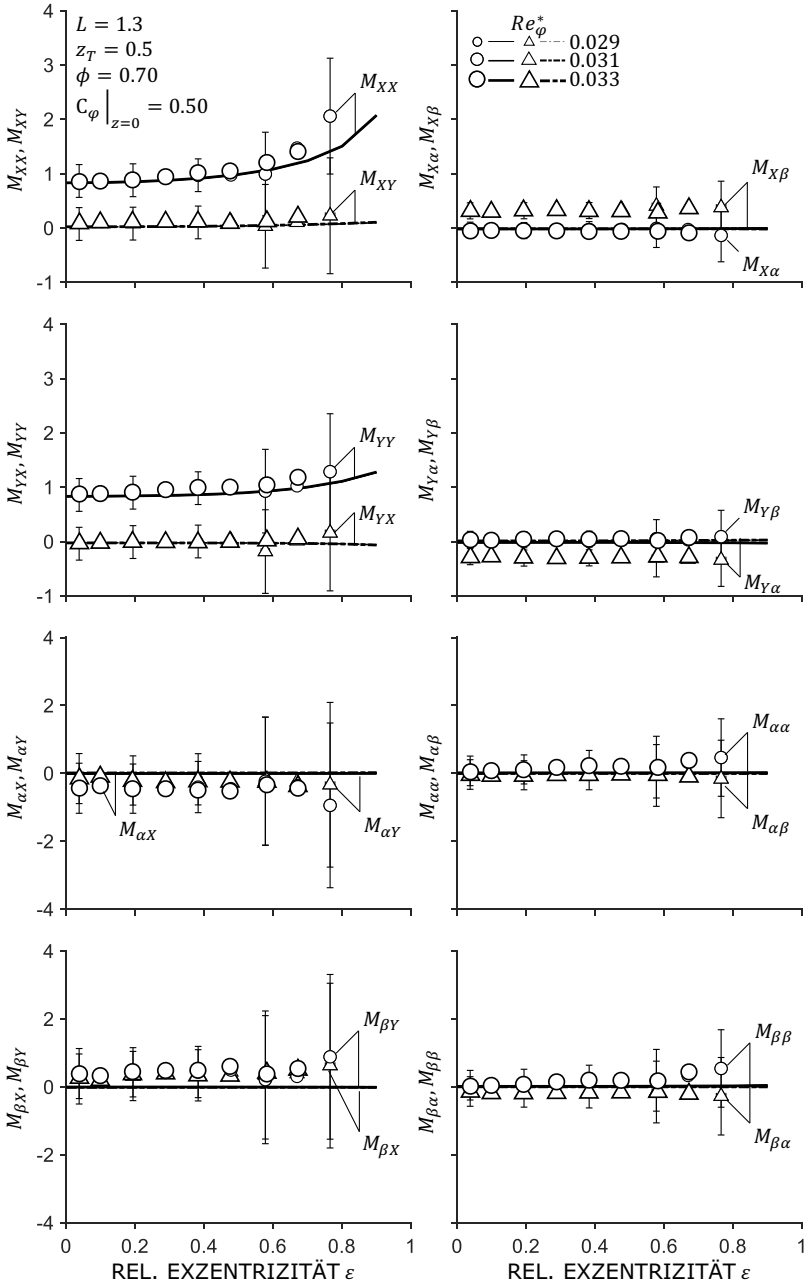 L = 1.3
z_T = 0.5
ϕ = 0.70
C_φ|_{z=0} = 0.50
M_XX, M_XY
4
3
2
1
0
-1
M_XX
M_XY
M_Xα, M_Xβ
Re*_φ
0.029
0.031
0.033
M_Xβ
M_Xα
M_YX, M_YY
4
3
2
1
0
-1
M_YY
M_YX
M_Yα, M_Yβ
M_Yβ
M_Yα
M_αX, M_αY
4
2
0
-2
-4
M_αX
M_αY
M_αα, M_αβ
M_αα
M_αβ
M_βX, M_βY
4
2
0
-2
-4
M_βY
M_βX
0 0.2 0.4 0.6 0.8 1
REL. EXZENTRIZITÄT ε
M_βα, M_ββ
M_ββ
M_βα
0 0.2 0.4 0.6 0.8 1
REL. EXZENTRIZITÄT ε